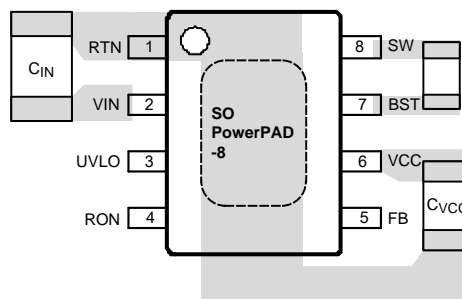 RTN 1 8 SW
CIN
VIN 2 7 BST
SO
PowerPAD
-8
UVLO 3 6 VCC
RON 4 5 FB
CVCC